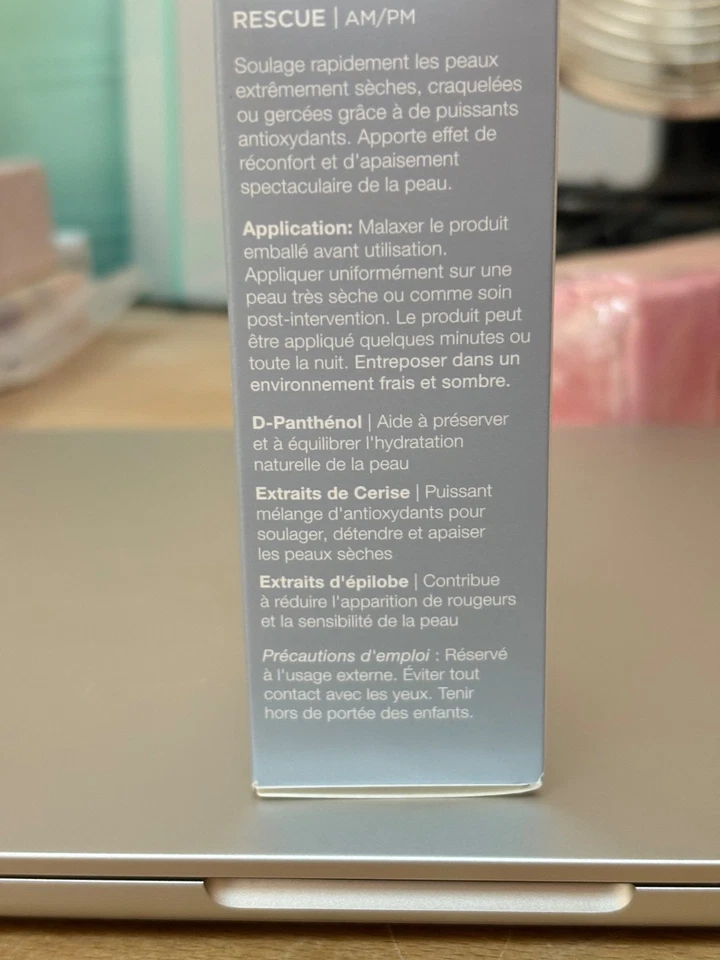 RESCUE | AM/PM
Soulage rapidement les peaux
extrêmement sèches, craquelées
ou gercées grâce à de puissants
antioxydants. Apporte effet de
réconfort et d'apaisement
spectaculaire de la peau.
Application: Malaxer le produit
emballé avant utilisation.
Appliquer uniformément sur une
peau très sèche ou comme soin
post-intervention. Le produit peut
être appliqué quelques minutes ou
toute la nuit. Entreposer dans un
environnement frais et sombre.
D-Panthénol | Aide à préserver
et à équilibrer l'hydratation
naturelle de la peau
Extraits de Cerise | Puissant
mélange d'antioxydants pour
soulager, détendre et apaiser
les peaux sèches
Extraits d'épilobe | Contribue
à réduire l'apparition de rougeurs
et la sensibilité de la peau
Précautions d'emploi : Réservé
à l'usage externe. Éviter tout
contact avec les yeux. Tenir
hors de portée des enfants.